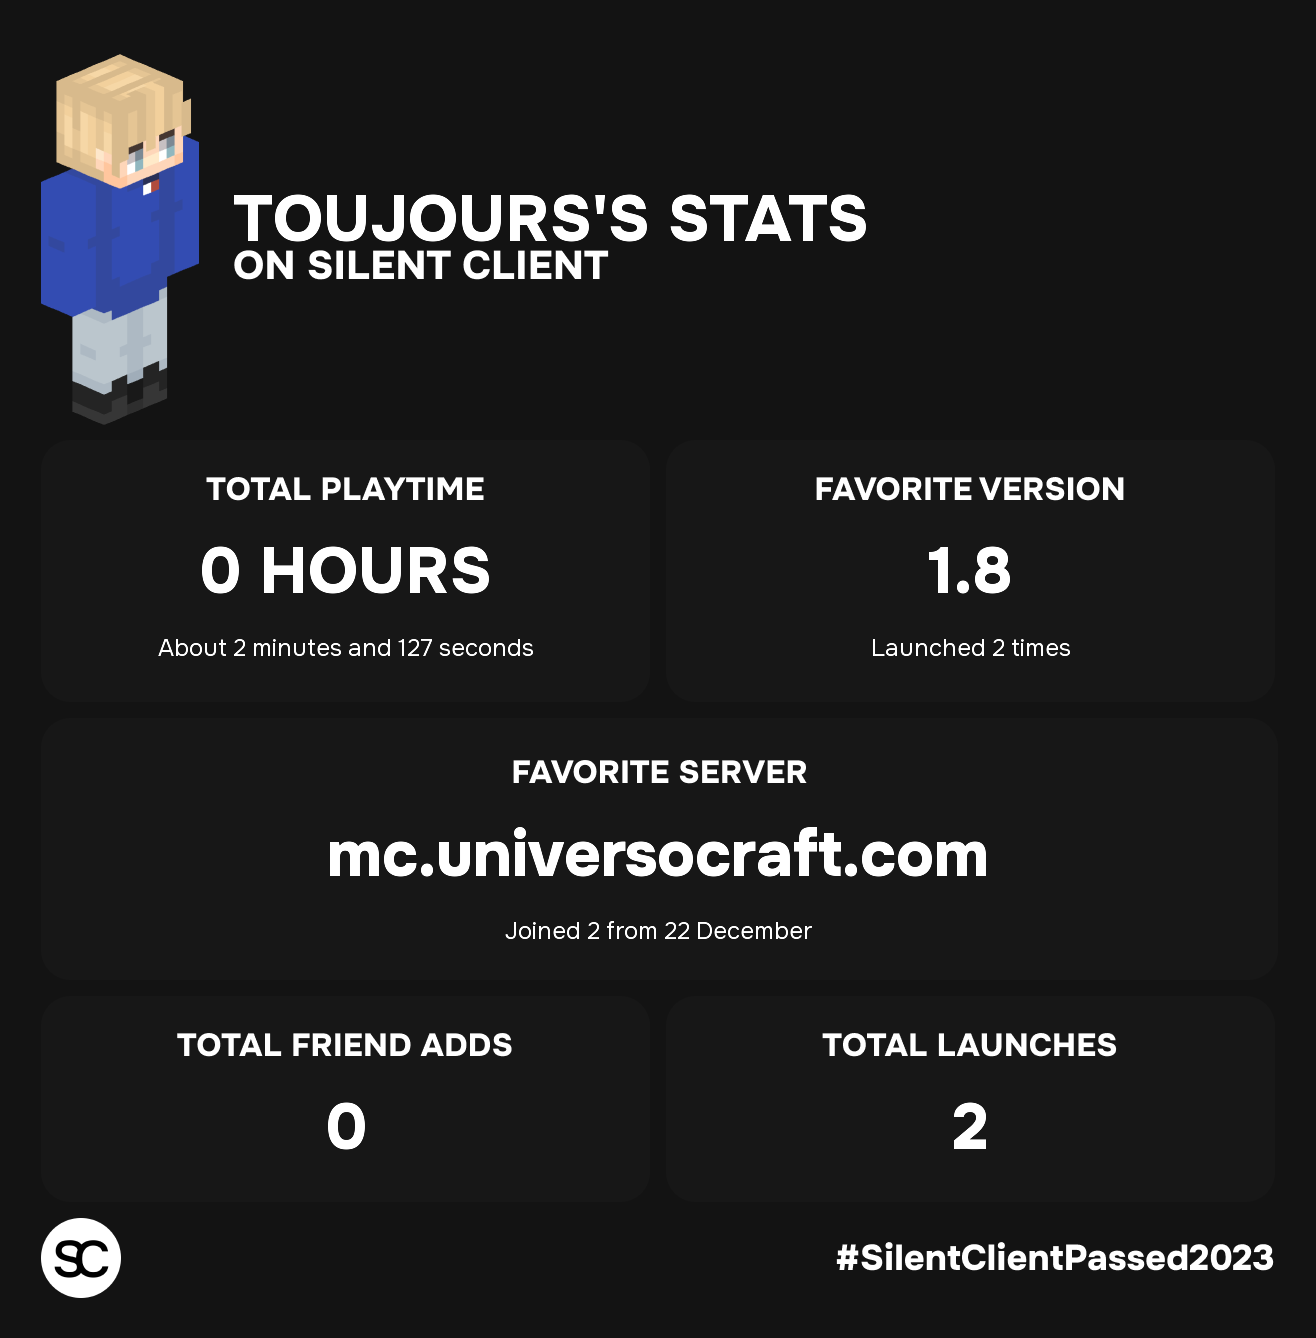 TOUJOURS'S STATS
ON SILENT CLIENT
TOTAL PLAYTIME
0 HOURS
About 2 minutes and 127 seconds
FAVORITE VERSION
1.8
Launched 2 times
FAVORITE SERVER
mc.universocraft.com
Joined 2 from 22 December
TOTAL FRIEND ADDS
0
TOTAL LAUNCHES
2
SC
#SilentClientPassed2023